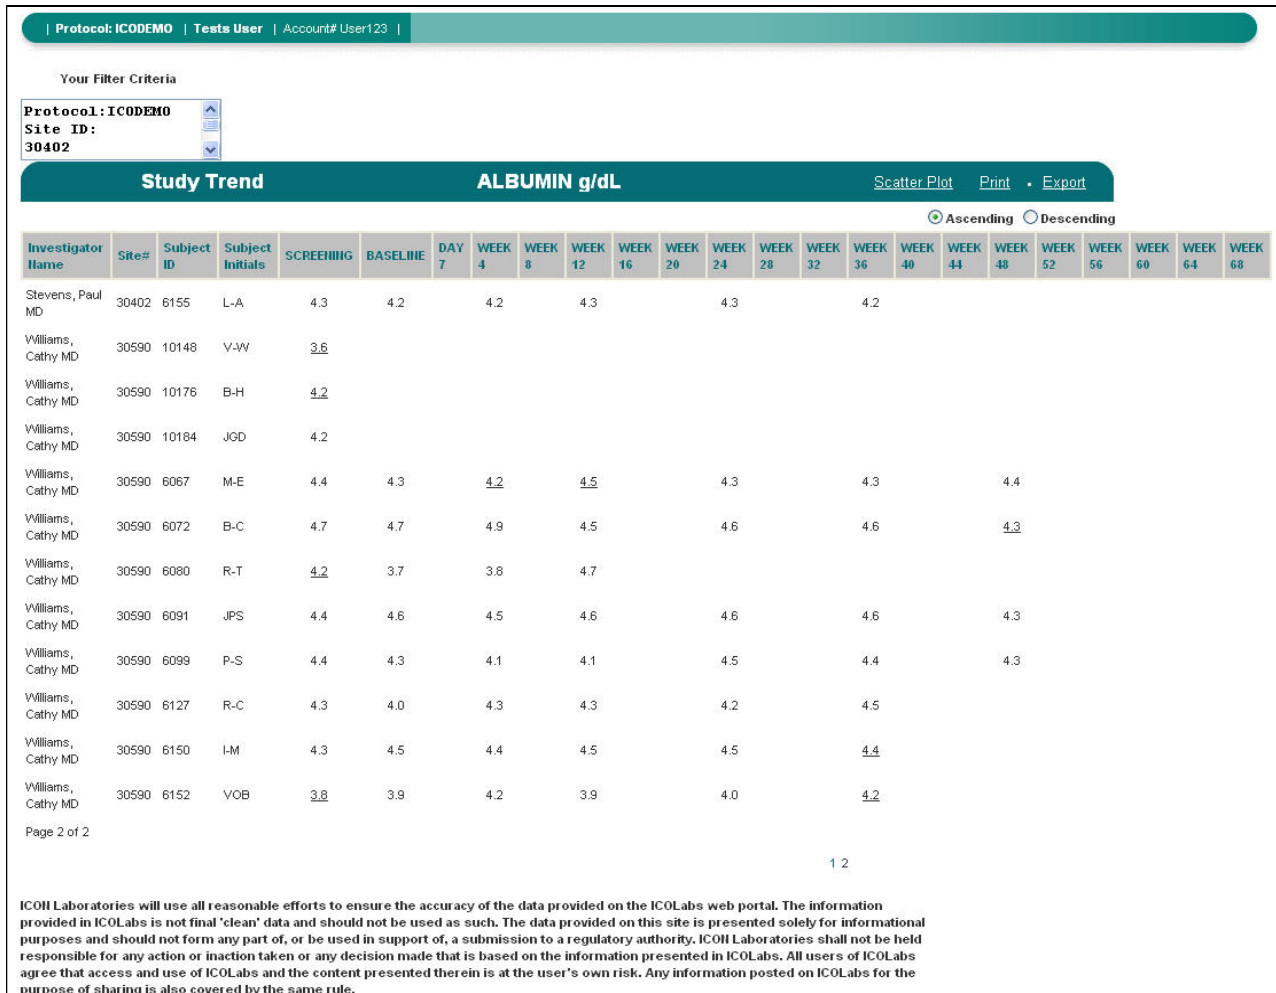 | Protocol: ICODEMO | Tests User | Account# User123 |
Your Filter Criteria
Protocol:ICODEMO
Site ID:
30402
Study Trend ALBUMIN g/dL Scatter Plot Print • Export
Ascending Descending
Investigator Name Site# Subject ID Subject Initials SCREENING BASELINE DAY 7 WEEK 4 WEEK 8 WEEK 12 WEEK 16 WEEK 20 WEEK 24 WEEK 28 WEEK 32 WEEK 36 WEEK 40 WEEK 44 WEEK 48 WEEK 52 WEEK 56 WEEK 60 WEEK 64 WEEK 68
Stevens, Paul MD 30402 6155 L-A 4.3 4.2 4.2 4.3 4.3 4.2
Williams, Cathy MD 30590 10148 V-W 3.6
Williams, Cathy MD 30590 10176 B-H 4.2
Williams, Cathy MD 30590 10184 JGD 4.2
Williams, Cathy MD 30590 6067 M-E 4.4 4.3 4.2 4.5 4.3 4.3 4.4
Williams, Cathy MD 30590 6072 B-C 4.7 4.7 4.9 4.5 4.6 4.6 4.3
Williams, Cathy MD 30590 6080 R-T 4.2 3.7 3.8 4.7
Williams, Cathy MD 30590 6091 JPS 4.4 4.6 4.5 4.6 4.6 4.6 4.3
Williams, Cathy MD 30590 6099 P-S 4.4 4.3 4.1 4.1 4.5 4.4 4.3
Williams, Cathy MD 30590 6127 R-C 4.3 4.0 4.3 4.3 4.2 4.5
Williams, Cathy MD 30590 6150 I-M 4.3 4.5 4.4 4.5 4.5 4.4
Williams, Cathy MD 30590 6152 VOB 3.8 3.9 4.2 3.9 4.0 4.2
Page 2 of 2
1 2
ICON Laboratories will use all reasonable efforts to ensure the accuracy of the data provided on the ICOLabs web portal. The information
provided in ICOLabs is not final 'clean' data and should not be used as such. The data provided on this site is presented solely for informational
purposes and should not form any part of, or be used in support of, a submission to a regulatory authority. ICON Laboratories shall not be held
responsible for any action or inaction taken or any decision made that is based on the information presented in ICOLabs. All users of ICOLabs
agree that access and use of ICOLabs and the content presented therein is at the user's own risk. Any information posted on ICOLabs for the
purpose of sharing is also covered by the same rule.